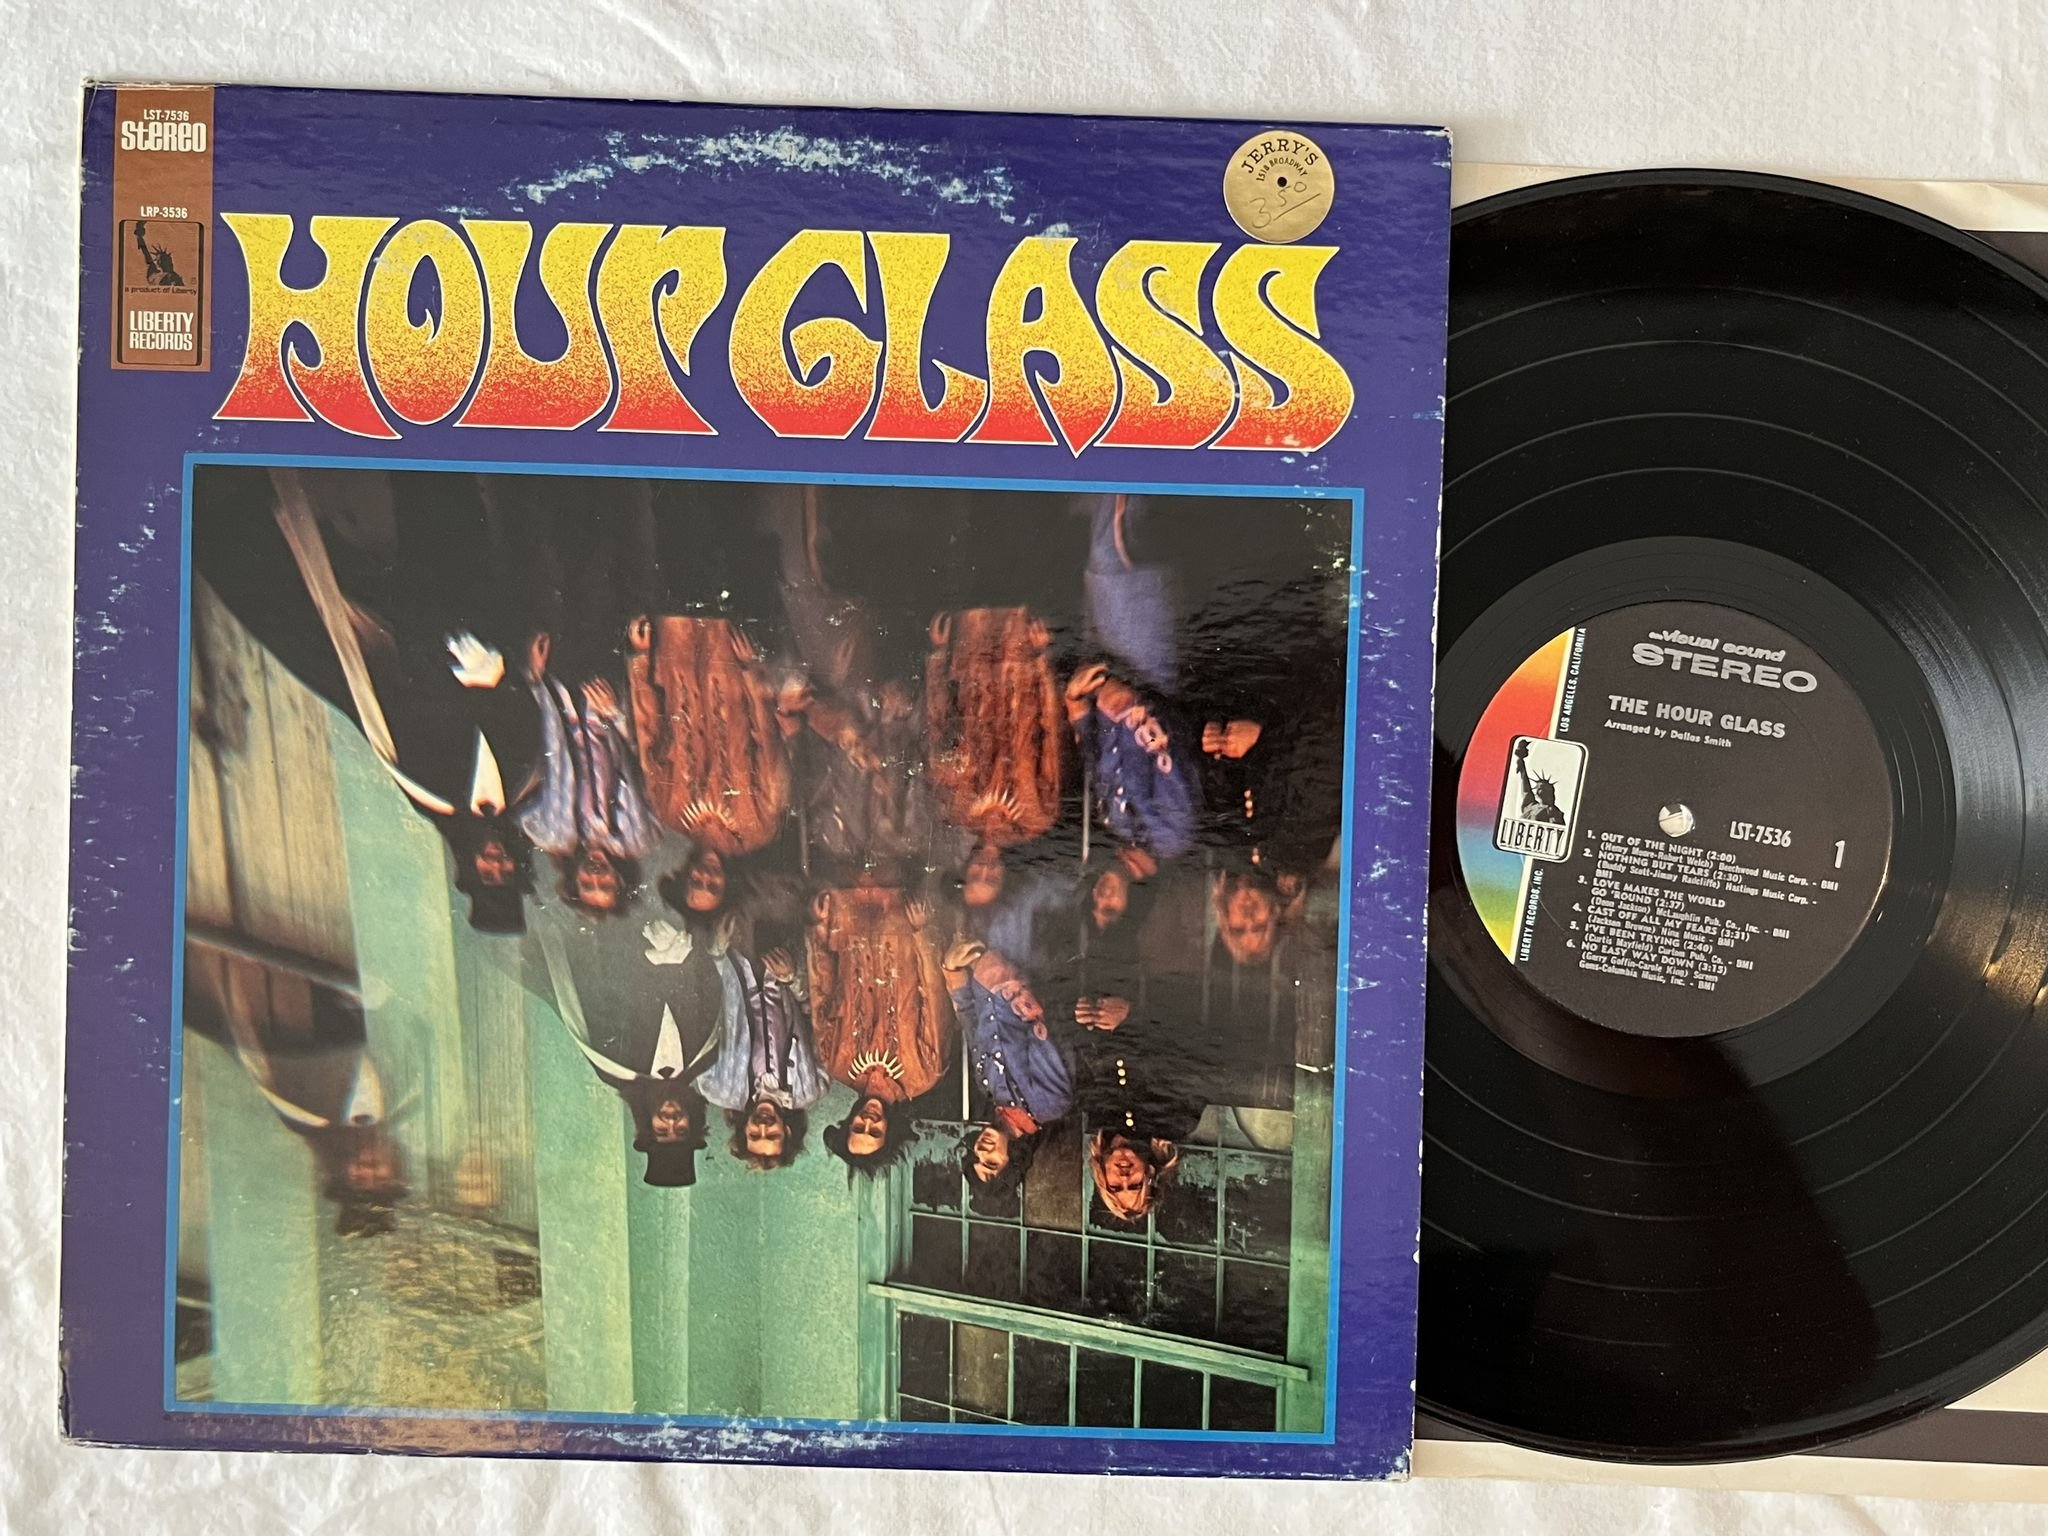 LST-7536
Stereo
LRP-3536
a product of Liberty
LIBERTY
RECORDS
JERRY'S
1518 BROADWAY
350
HOUR GLASS
Visual sound
STEREO
THE HOUR GLASS
Arranged by Dallas Smith
LOS ANGELES, CALIFORNIA
LIBERTY
LIBERTY RECORDS, INC.
LST-7536
1
1. OUT OF THE NIGHT (2:00)
(Henry Moore-Robert Welch) Beechwood Music Corp. - BMI
2. NOTHING BUT TEARS (2:30)
(Buddy Scott-Jimmy Radcliffe) Hastings Music Corp. -
BMI
3. LOVE MAKES THE WORLD
GO 'ROUND (2:37)
(Deon Jackson) McLaughlin Pub. Co., Inc. - BMI
4. CAST OFF ALL MY FEARS (3:31)
(Jackson Browne) Nina Music - BMI
5. I'VE BEEN TRYING (2:40)
(Curtis Mayfield) Curtom Pub. Co. - BMI
6. NO EASY WAY DOWN (3:15)
(Gerry Goffin-Carole King) Screen
Gems-Columbia Music, Inc. - BMI